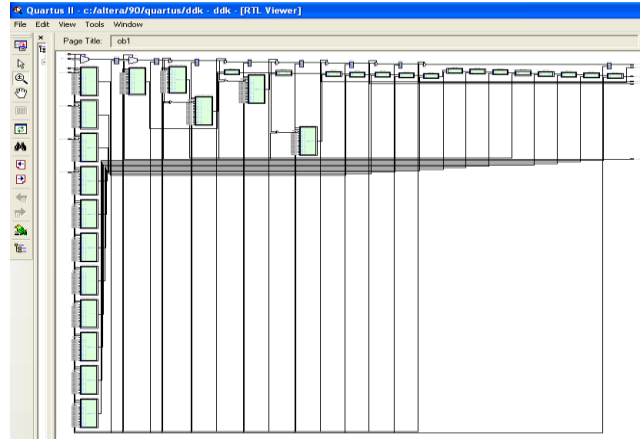 Quartus II - c:/altera/90/quartus/ddk - ddk - [RTL Viewer]
File Edit View Tools Window
Page Title: ob1